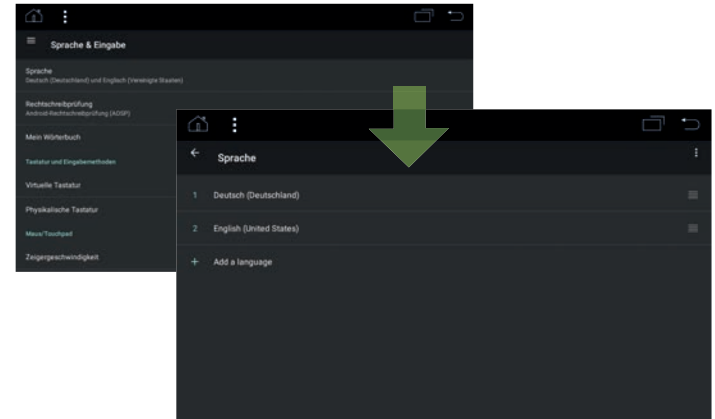 Sprache & Eingabe
Sprache
Deutsch (Deutschland) und Englisch (Vereinigte Staaten)
Rechtschreibprüfung
Android-Rechtschreibprüfung (AOSP)
Mein Wörterbuch
Tastatur und Eingabemethoden
Virtuelle Tastatur
Physikalische Tastatur
Maus/Touchpad
Zeigergeschwindigkeit
Sprache
1 Deutsch (Deutschland)
2 English (United States)
+ Add a language